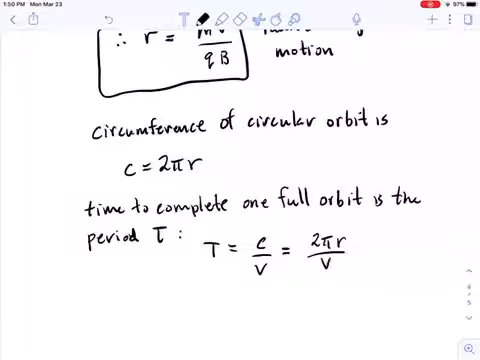 1:50 PM Mon Mar 23
97%
∴ r = mv / qB
motion
circumference of circular orbit is
c = 2πr
time to complete one full orbit is the
period T :
T = c / v = 2πr / v